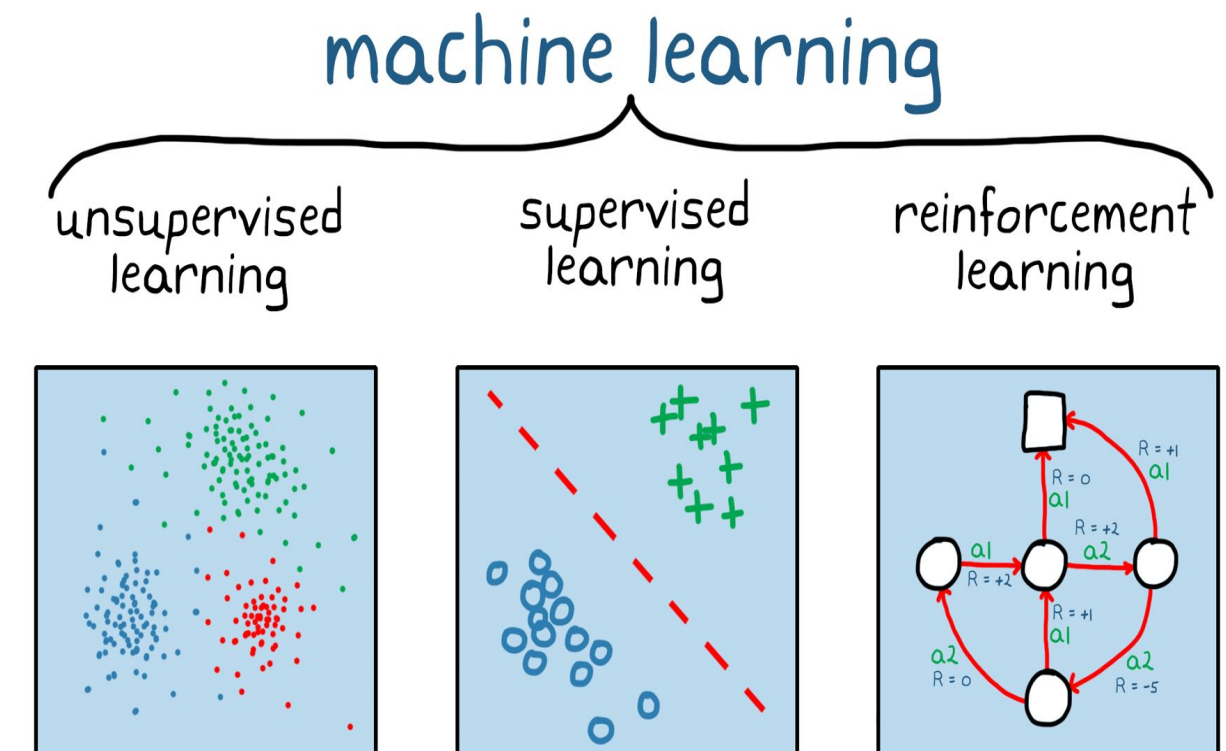 machine learning
unsupervised
learning
supervised
learning
reinforcement
learning
R = +1
a1
R = 0
a1
R = +2
a1
a2
R = +2
R = +1
a1
a2
R = 0
a2
R = -5